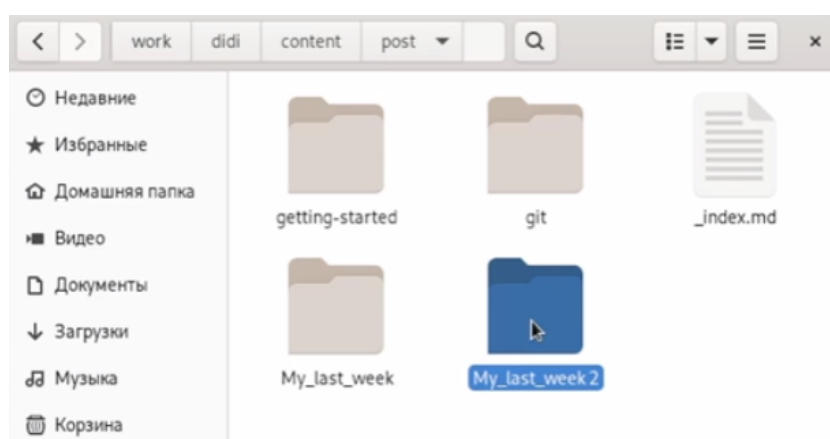 work didi content post
Недавние
Избранные
Домашняя папка
Видео
Документы
Загрузки
Музыка
Корзина
getting-started git _index.md
My_last_week My_last_week 2